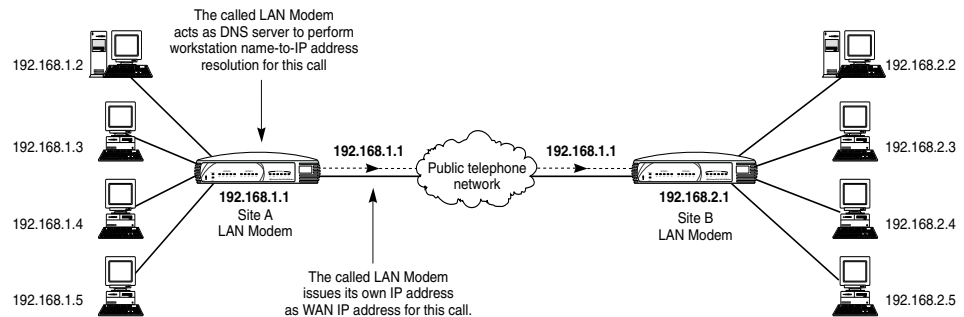 The called LAN Modem
acts as DNS server to perform
workstation name-to-IP address
resolution for this call
192.168.1.2
192.168.1.3
192.168.1.4
192.168.1.5
192.168.1.1
Site A
LAN Modem
192.168.1.1
Public telephone
network
192.168.1.1
The called LAN Modem
issues its own IP address
as WAN IP address for this call.
192.168.2.1
Site B
LAN Modem
192.168.2.2
192.168.2.3
192.168.2.4
192.168.2.5